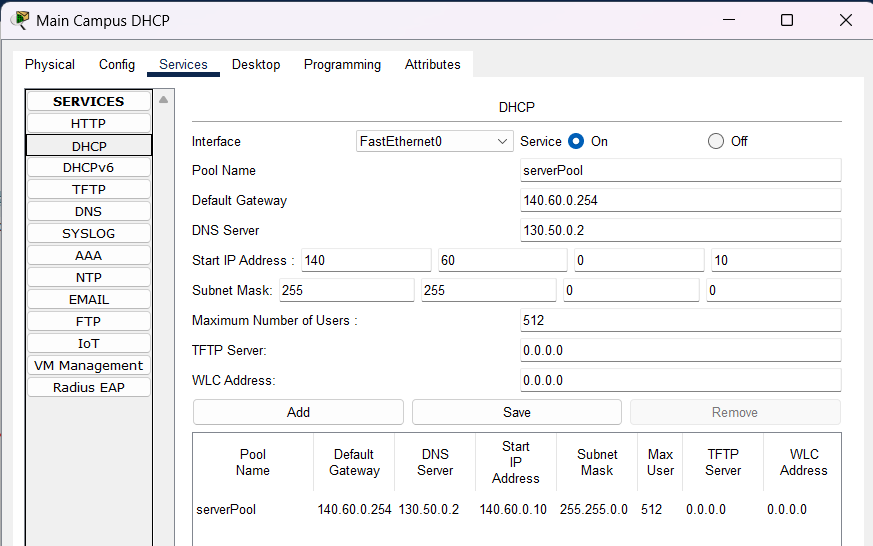 Main Campus DHCP
Physical Config Services Desktop Programming Attributes
SERVICES
HTTP
DHCP
DHCPv6
TFTP
DNS
SYSLOG
AAA
NTP
EMAIL
FTP
IoT
VM Management
Radius EAP
DHCP
Interface FastEthernet0 Service On Off
Pool Name serverPool
Default Gateway 140.60.0.254
DNS Server 130.50.0.2
Start IP Address : 140 60 0 10
Subnet Mask: 255 255 0 0
Maximum Number of Users : 512
TFTP Server: 0.0.0.0
WLC Address: 0.0.0.0
Add Save Remove
Pool Name Default Gateway DNS Server Start IP Address Subnet Mask Max User TFTP Server WLC Address
serverPool 140.60.0.254 130.50.0.2 140.60.0.10 255.255.0.0 512 0.0.0.0 0.0.0.0